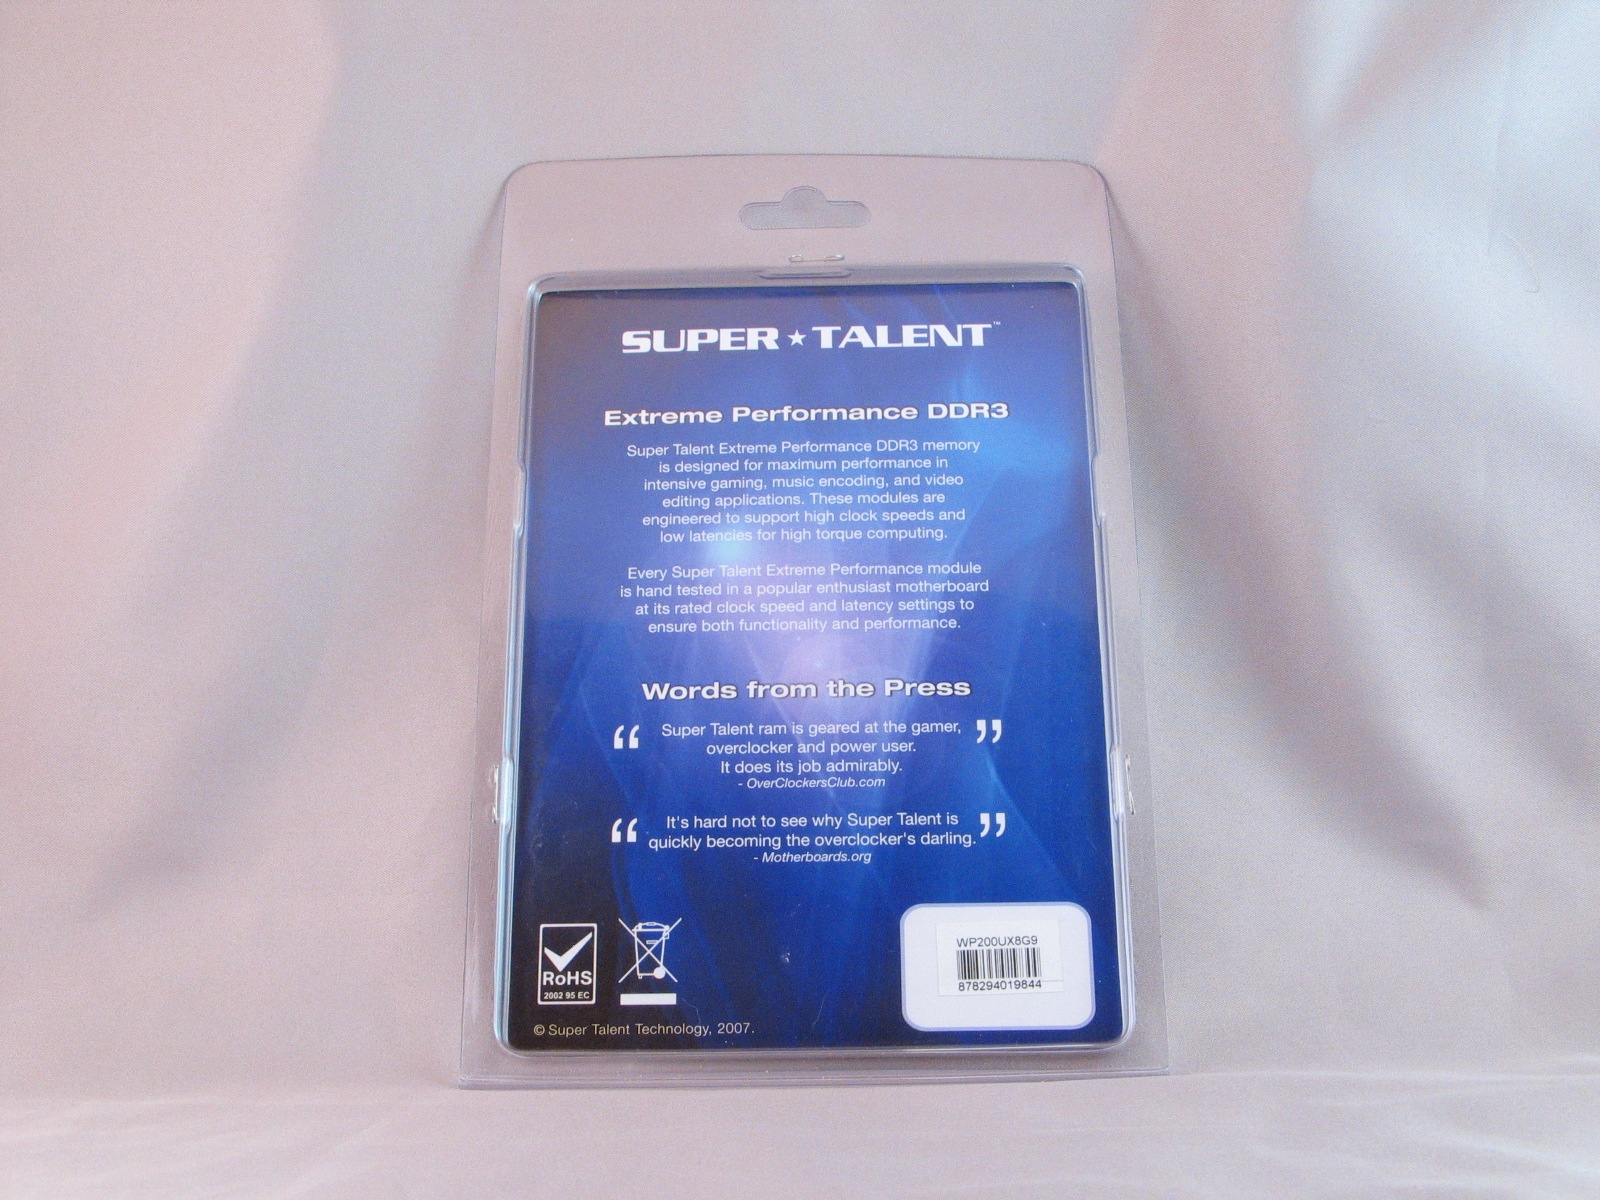 SUPER★TALENT™
Extreme Performance DDR3
Super Talent Extreme Performance DDR3 memory
is designed for maximum performance in
intensive gaming, music encoding, and video
editing applications. These modules are
engineered to support high clock speeds and
low latencies for high torque computing.
Every Super Talent Extreme Performance module
is hand tested in a popular enthusiast motherboard
at its rated clock speed and latency settings to
ensure both functionality and performance.
Words from the Press
“ Super Talent ram is geared at the gamer, ”
overclocker and power user.
It does its job admirably.
- OverClockersClub.com
“ It's hard not to see why Super Talent is ”
quickly becoming the overclocker's darling.
- Motherboards.org
RoHS
2002 95 EC
© Super Talent Technology, 2007.
WP200UX8G9
878294019844